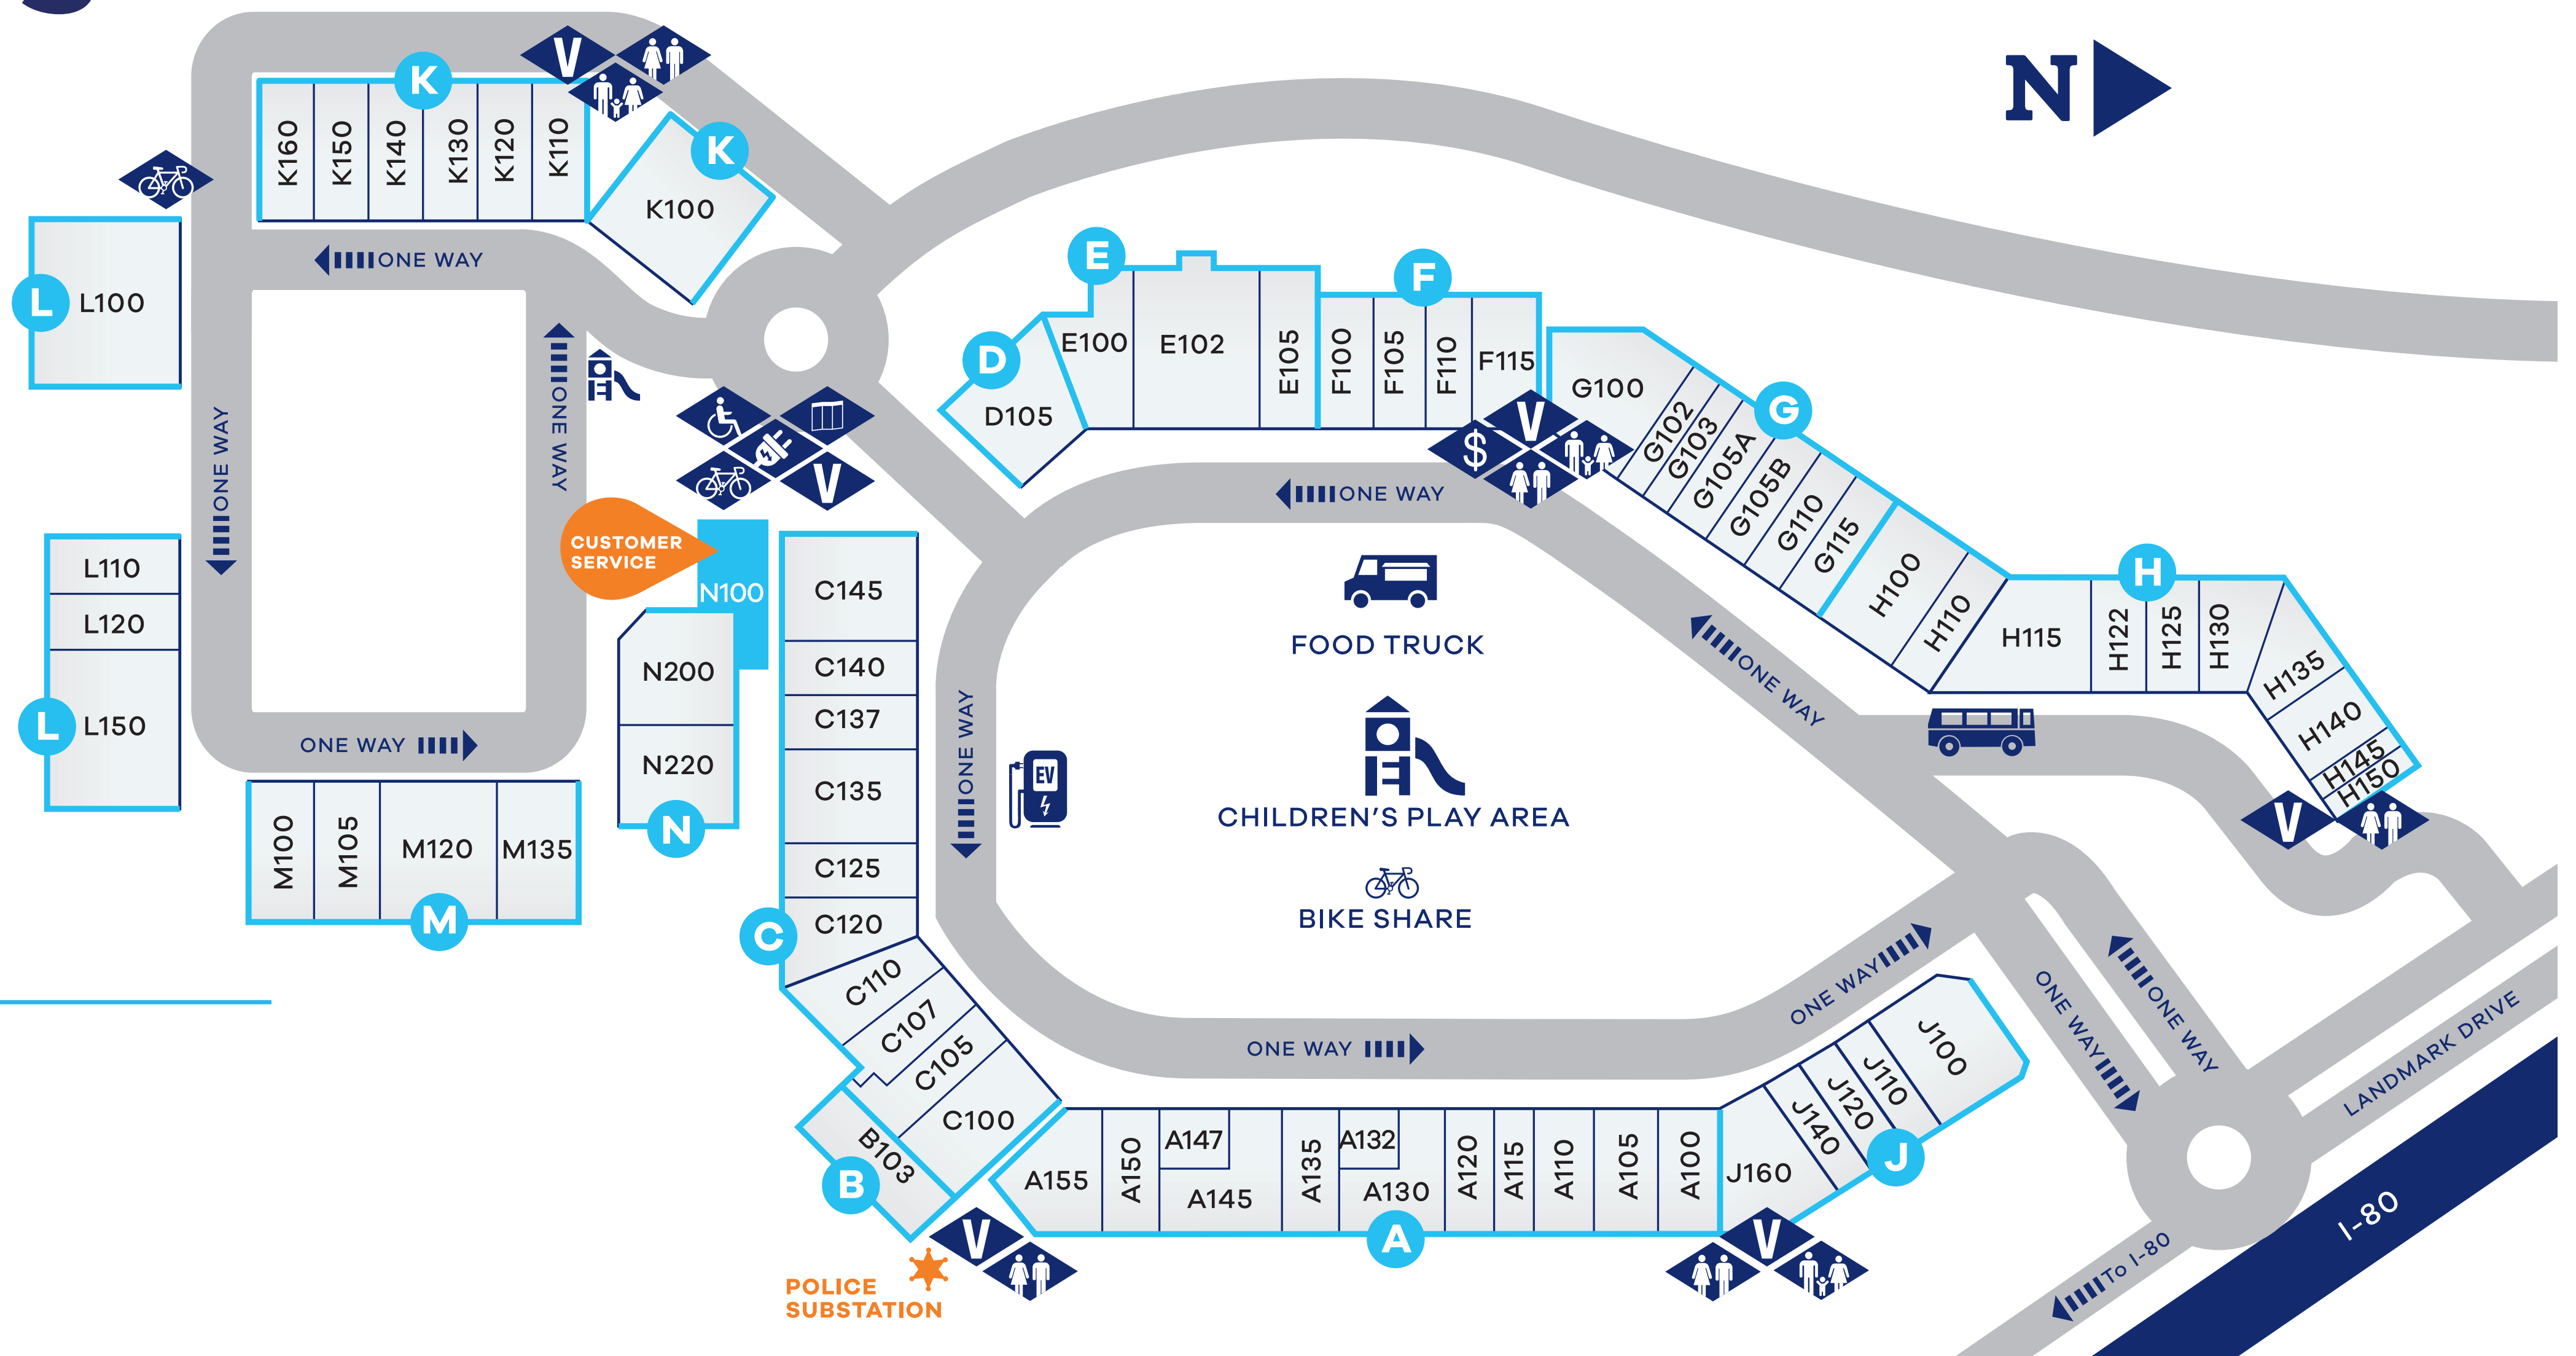 N
V
K
K160
K150
K140
K130
K120
K110
K
K100
ONE WAY
L
L100
ONE WAY
ONE WAY
L110
L120
L
L150
ONE WAY
M100
M105
M120
M135
M
V
CUSTOMER
SERVICE
N100
N200
N220
N
E
F
D
D105
E100
E102
E105
F100
F105
F110
F115
V
$
G
G100
G102
G103
G105A
G105B
G110
G115
H
H100
H110
H115
H122
H125
H130
H135
H140
H145
H150
V
ONE WAY
FOOD TRUCK
CHILDREN'S PLAY AREA
BIKE SHARE
EV
ONE WAY
ONE WAY
ONE WAY
ONE WAY
C145
C140
C137
C135
C125
C120
C
C110
C107
C105
C100
B103
B
POLICE
SUBSTATION
V
A155
A150
A147
A145
A135
A132
A130
A120
A115
A110
A105
A100
A
J160
J140
J120
J110
J100
J
V
ONE WAY
ONE WAY
LANDMARK DRIVE
I-80
To I-80